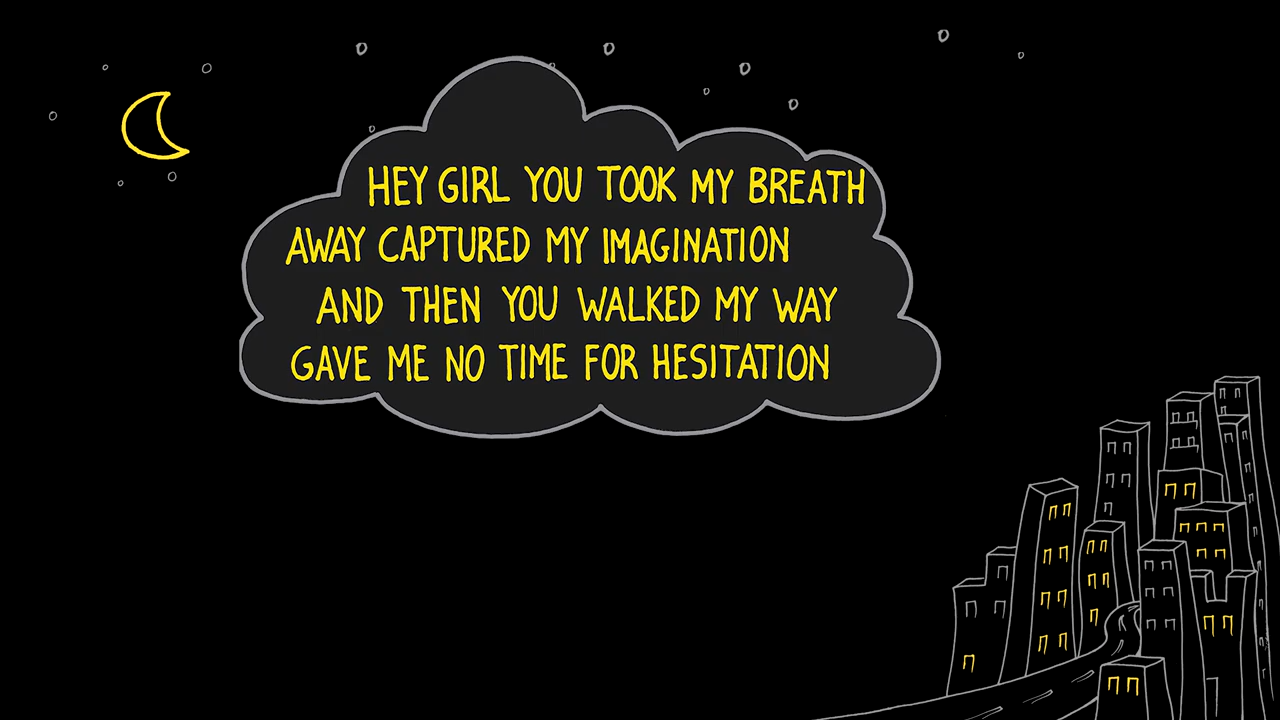 HEY GIRL YOU TOOK MY BREATH
AWAY CAPTURED MY IMAGINATION
AND THEN YOU WALKED MY WAY
GAVE ME NO TIME FOR HESITATION